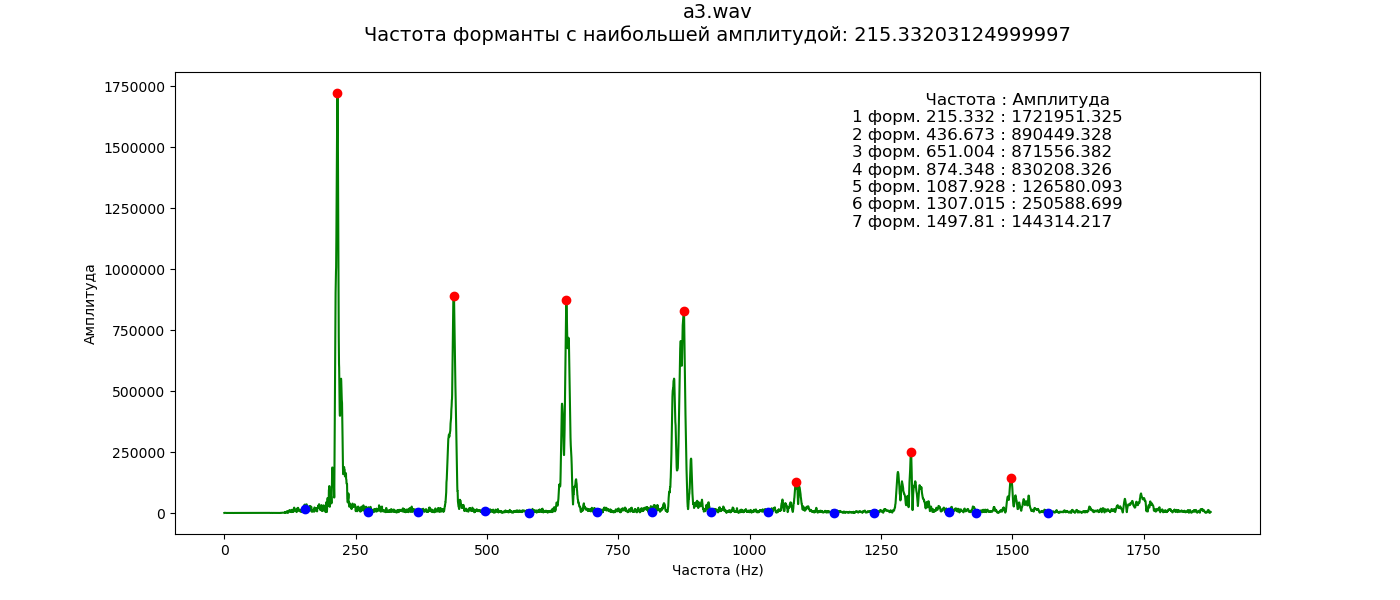 a3.wav
Частота форманты с наибольшей амплитудой: 215.33203124999997
Частота : Амплитуда
1 форм. 215.332 : 1721951.325
2 форм. 436.673 : 890449.328
3 форм. 651.004 : 871556.382
4 форм. 874.348 : 830208.326
5 форм. 1087.928 : 126580.093
6 форм. 1307.015 : 250588.699
7 форм. 1497.81 : 144314.217
Амплитуда
1750000
1500000
1250000
1000000
750000
500000
250000
0
0 250 500 750 1000 1250 1500 1750
Частота (Hz)